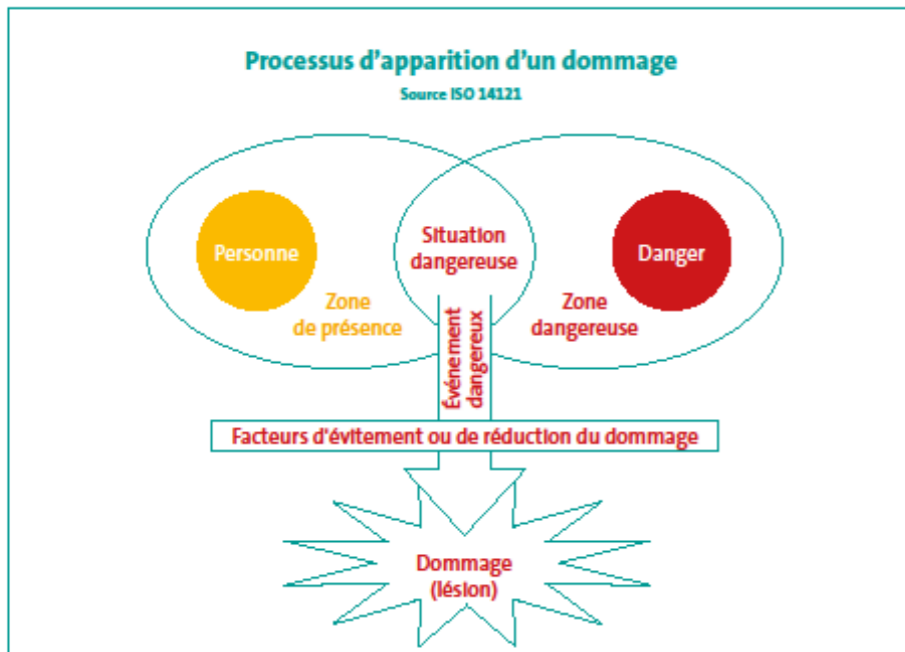 Processus d'apparition d'un dommage
Source ISO 14121
Personne
Situation
dangereuse
Danger
Zone
de présence
Zone
dangereuse
Événement
dangereux
Facteurs d'évitement ou de réduction du dommage
Dommage
(lésion)